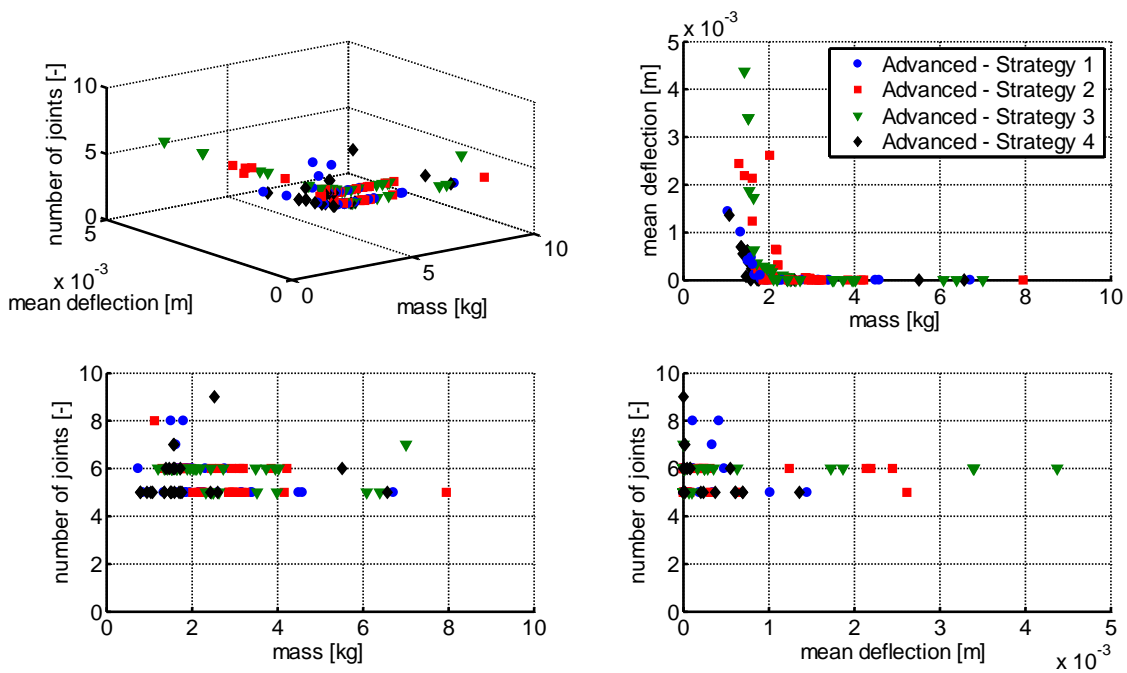 number of joints [-]
10
5
0
5
x 10^-3
mean deflection [m]
0
0
5
10
mass [kg]
x 10^-3
mean deflection [m]
5
4
3
2
1
0
0
2
4
6
8
10
mass [kg]
Advanced - Strategy 1
Advanced - Strategy 2
Advanced - Strategy 3
Advanced - Strategy 4
number of joints [-]
10
8
6
4
2
0
0
2
4
6
8
10
mass [kg]
number of joints [-]
10
8
6
4
2
0
0
1
2
3
4
5
mean deflection [m]
x 10^-3